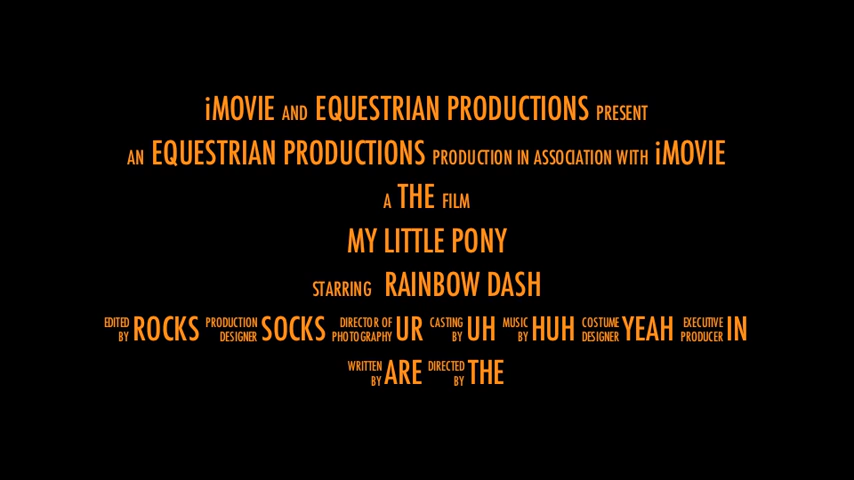 iMOVIE AND EQUESTRIAN PRODUCTIONS PRESENT
AN EQUESTRIAN PRODUCTIONS PRODUCTION IN ASSOCIATION WITH iMOVIE
A THE FILM
MY LITTLE PONY
STARRING RAINBOW DASH
EDITED BY ROCKS PRODUCTION DESIGNER SOCKS DIRECTOR OF PHOTOGRAPHY UR CASTING BY UH MUSIC BY HUH COSTUME DESIGNER YEAH EXECUTIVE PRODUCER IN
WRITTEN BY ARE DIRECTED BY THE